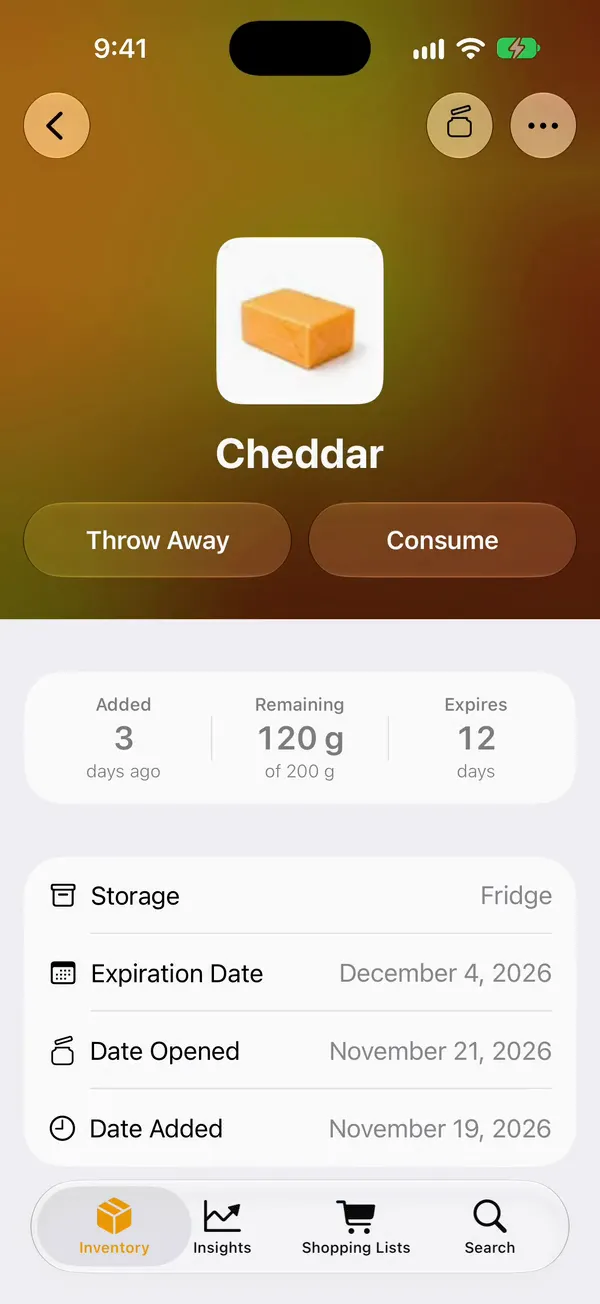 9:41
Cheddar
Throw Away
Consume
Added
3
days ago
Remaining
120 g
of 200 g
Expires
12
days
Storage
Fridge
Expiration Date
December 4, 2026
Date Opened
November 21, 2026
Date Added
November 19, 2026
Inventory
Insights
Shopping Lists
Search